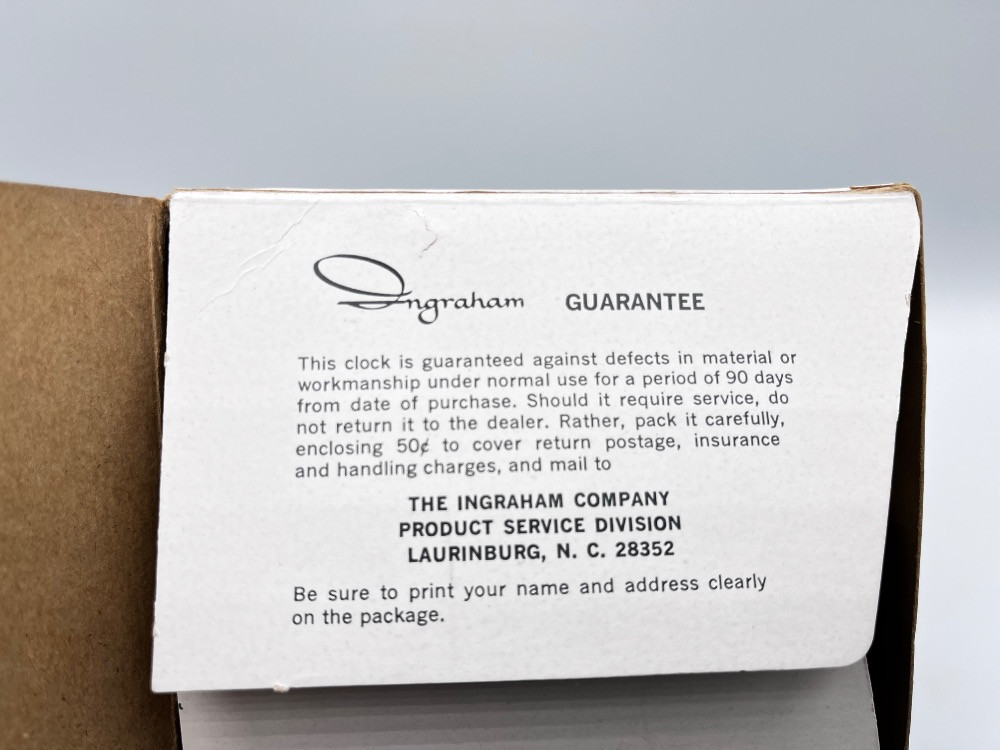 Ingraham GUARANTEE
This clock is guaranteed against defects in material or
workmanship under normal use for a period of 90 days
from date of purchase. Should it require service, do
not return it to the dealer. Rather, pack it carefully,
enclosing 50¢ to cover return postage, insurance
and handling charges, and mail to
THE INGRAHAM COMPANY
PRODUCT SERVICE DIVISION
LAURINBURG, N. C. 28352
Be sure to print your name and address clearly
on the package.